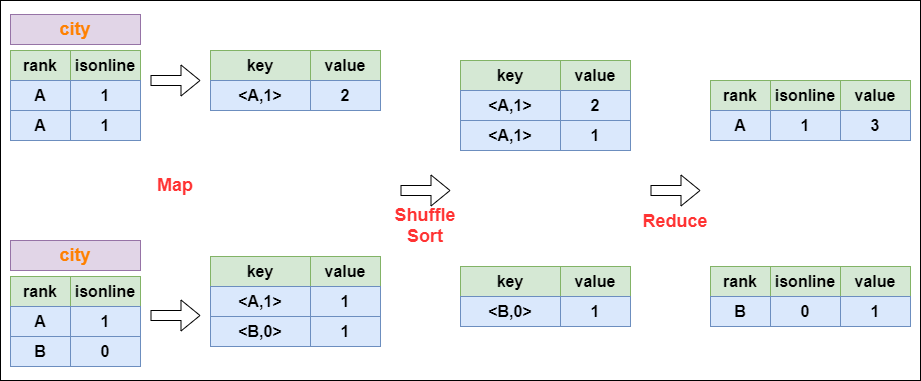 city
rank isonline
A 1
A 1
key value
<A,1> 2
Map
city
rank isonline
A 1
B 0
key value
<A,1> 1
<B,0> 1
Shuffle
Sort
key value
<A,1> 2
<A,1> 1
key value
<B,0> 1
Reduce
rank isonline value
A 1 3
rank isonline value
B 0 1